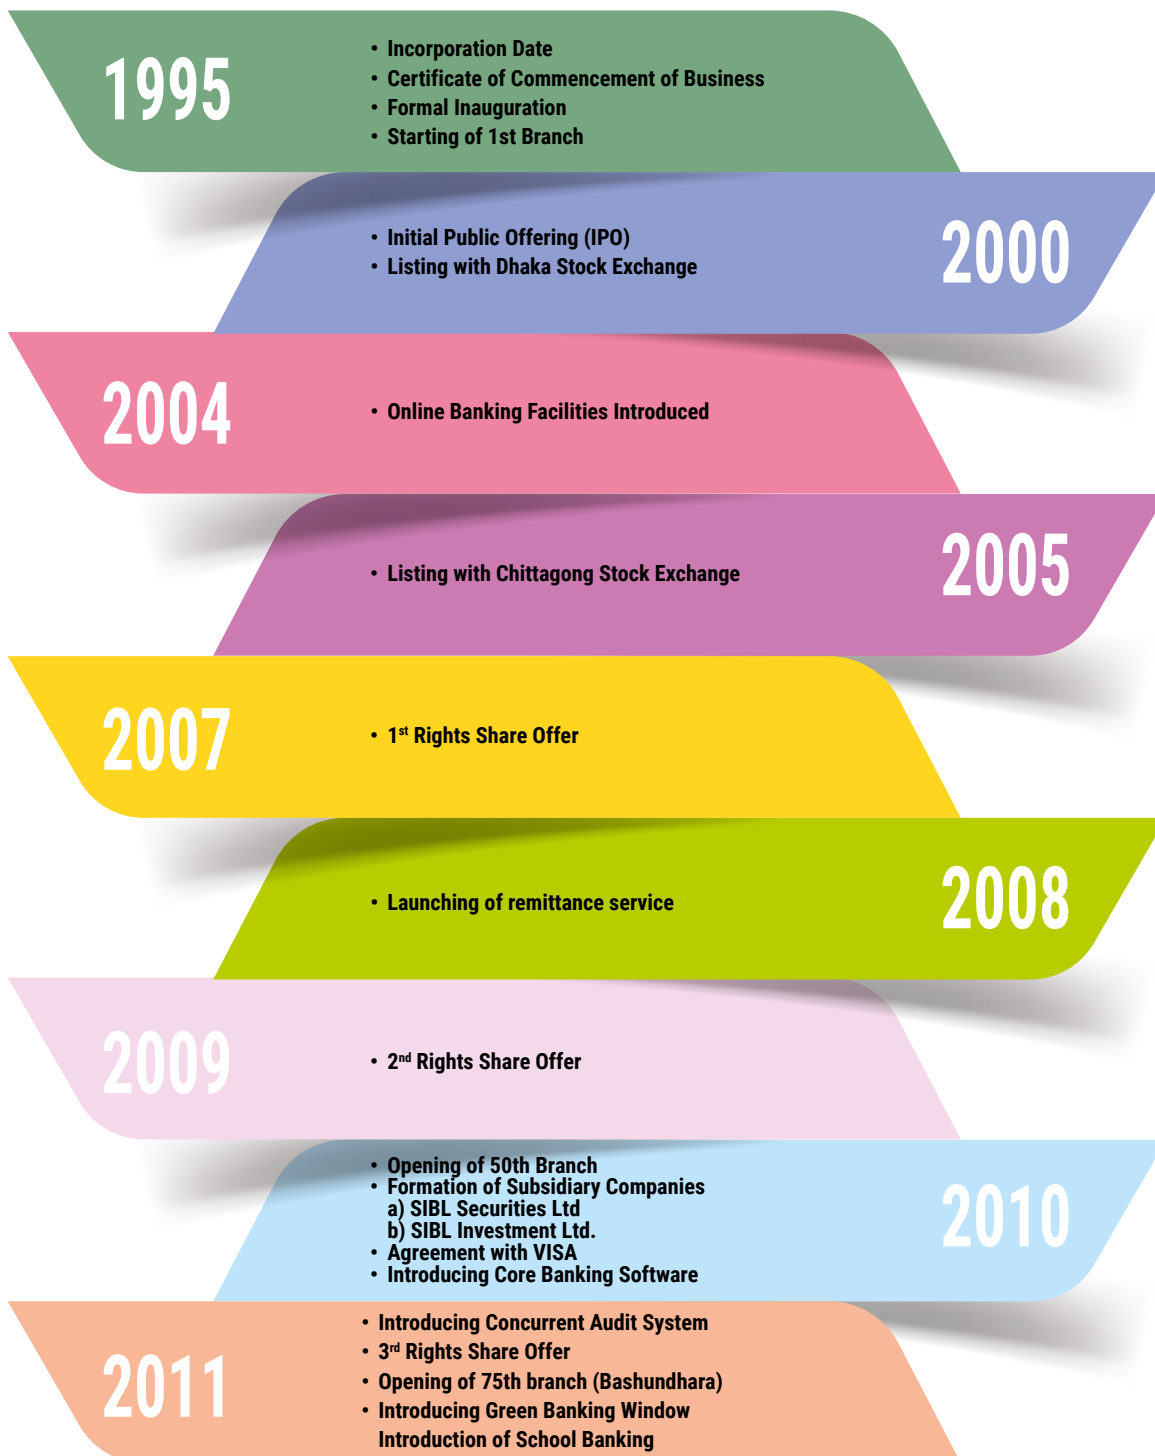 1995
• Incorporation Date
• Certificate of Commencement of Business
• Formal Inauguration
• Starting of 1st Branch
• Initial Public Offering (IPO)
• Listing with Dhaka Stock Exchange
2000
2004
• Online Banking Facilities Introduced
• Listing with Chittagong Stock Exchange
2005
2007
• 1st Rights Share Offer
• Launching of remittance service
2008
2009
• 2nd Rights Share Offer
• Opening of 50th Branch
• Formation of Subsidiary Companies
a) SIBL Securities Ltd
b) SIBL Investment Ltd.
• Agreement with VISA
• Introducing Core Banking Software
2010
2011
• Introducing Concurrent Audit System
• 3rd Rights Share Offer
• Opening of 75th branch (Bashundhara)
• Introducing Green Banking Window
Introduction of School Banking